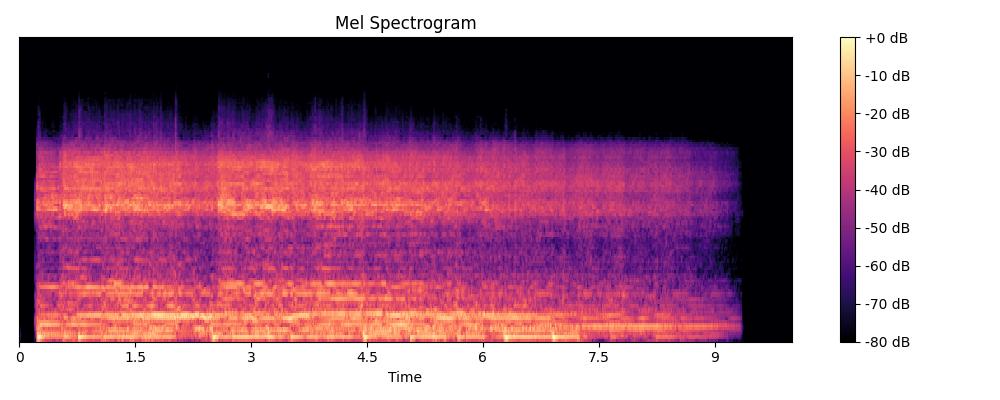 Mel Spectrogram
+0 dB
-10 dB
-20 dB
-30 dB
-40 dB
-50 dB
-60 dB
-70 dB
-80 dB
0 1.5 3 4.5 6 7.5 9
Time